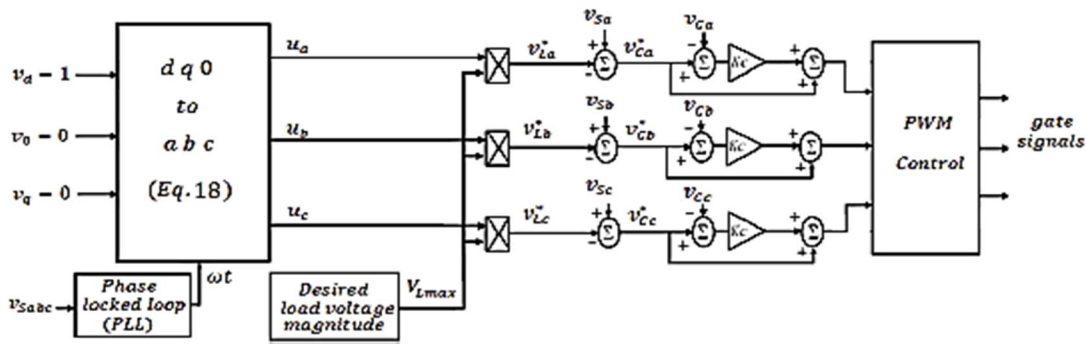 v_d = 1
v_0 = 0
v_q = 0
d q 0
to
a b c
(Eq.18)
v_Sabc
Phase
locked loop
(PLL)
ωt
u_a
u_b
u_c
Desired
load voltage
magnitude
V_Lmax
v*_La
+
-
v_Sa
Σ
v*_Ca
v_Ca
-
+
Σ
Kc
+
+
Σ
v*_Lb
+
-
v_Sb
Σ
v*_Cb
v_Cb
-
+
Σ
Kc
+
+
Σ
v*_Lc
+
-
v_Sc
Σ
v*_Cc
v_Cc
-
+
Σ
Kc
+
+
Σ
PWM
Control
gate
signals